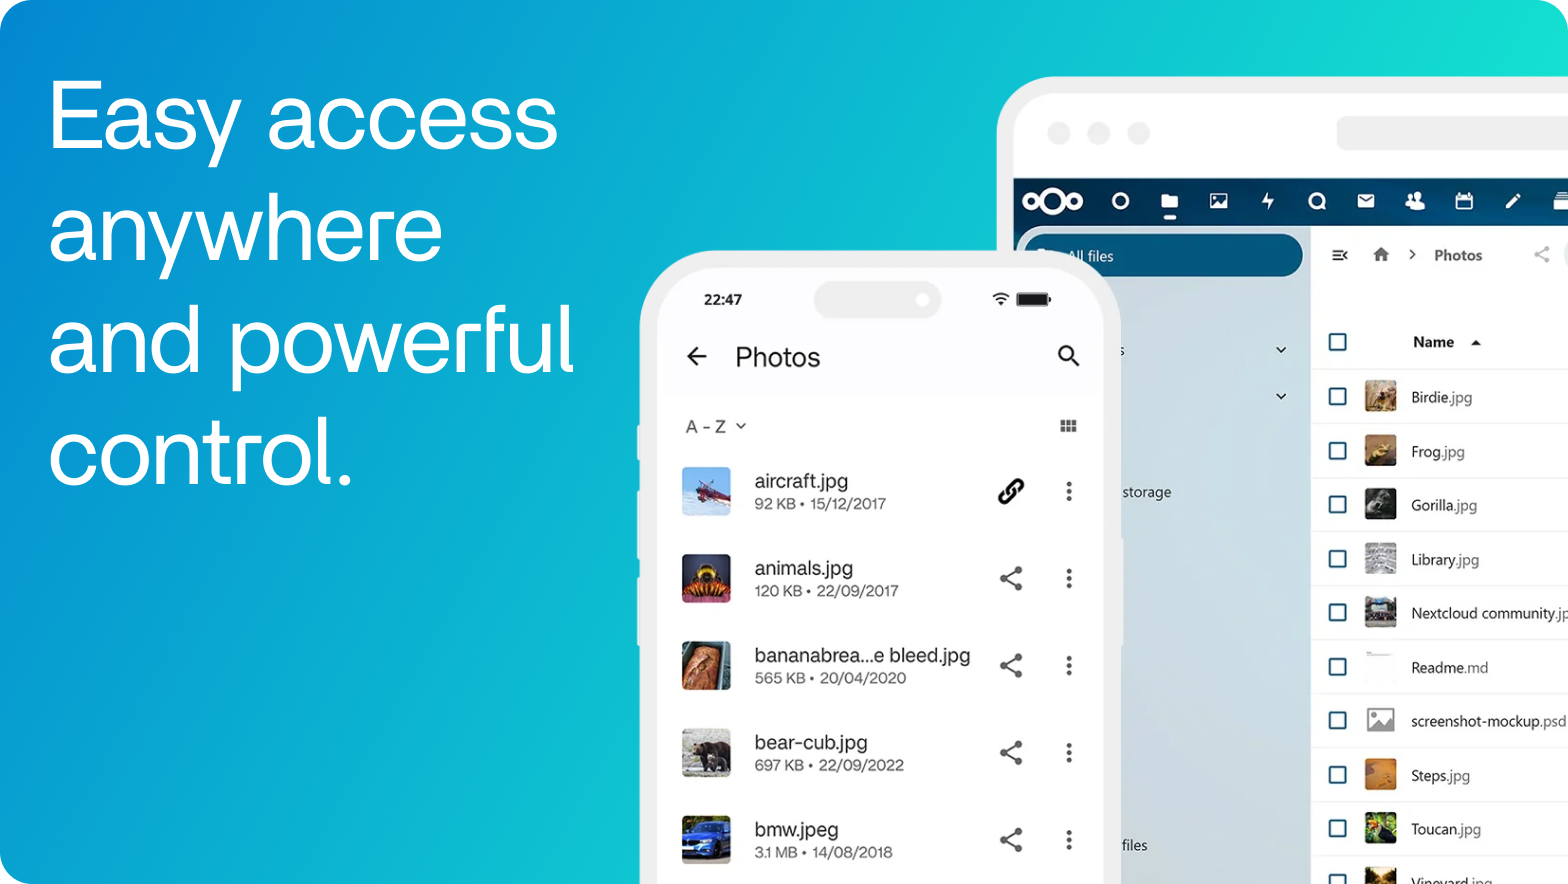 Easy access
anywhere
and powerful
control.
22:47
Photos
A - Z
aircraft.jpg
92 KB • 15/12/2017
animals.jpg
120 KB • 22/09/2017
bananabrea...e bleed.jpg
565 KB • 20/04/2020
bear-cub.jpg
697 KB • 22/09/2022
bmw.jpeg
3.1 MB • 14/08/2018
All files
s
storage
files
Photos
Name
Birdie.jpg
Frog.jpg
Gorilla.jpg
Library.jpg
Nextcloud community.jp
Readme.md
screenshot-mockup.psd
Steps.jpg
Toucan.jpg
Vineyard.jpg